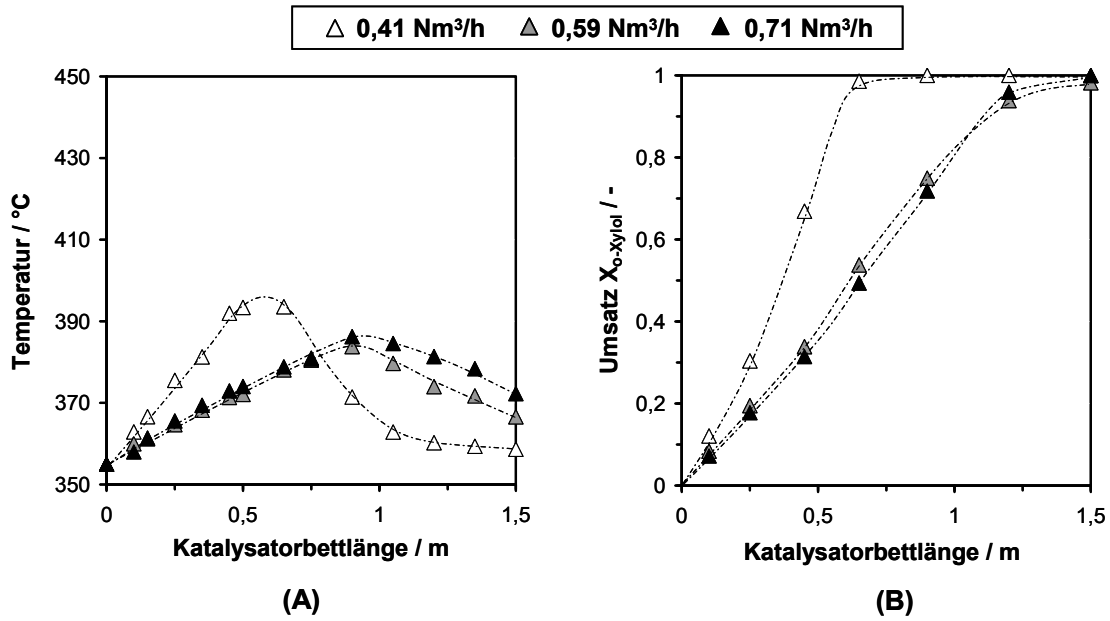 0,41 Nm³/h 0,59 Nm³/h 0,71 Nm³/h
450
430
410
390
370
350
0 0,5 1 1,5
Temperatur / °C
Katalysatorbettlänge / m
(A)
1
0,8
0,6
0,4
0,2
0
0 0,5 1 1,5
Umsatz Xo-Xylol / -
Katalysatorbettlänge / m
(B)